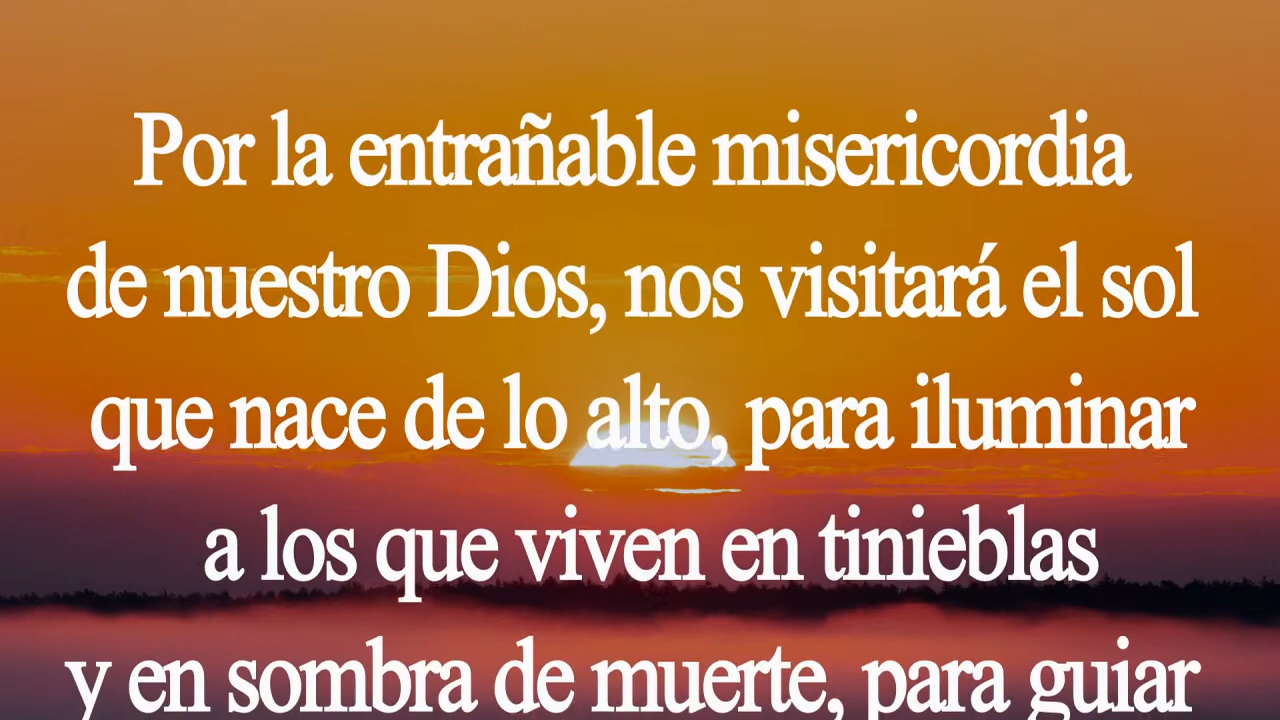 Por la entrañable misericordia
de nuestro Dios, nos visitará el sol
que nace de lo alto, para iluminar
a los que viven en tinieblas
y en sombra de muerte, para guiar